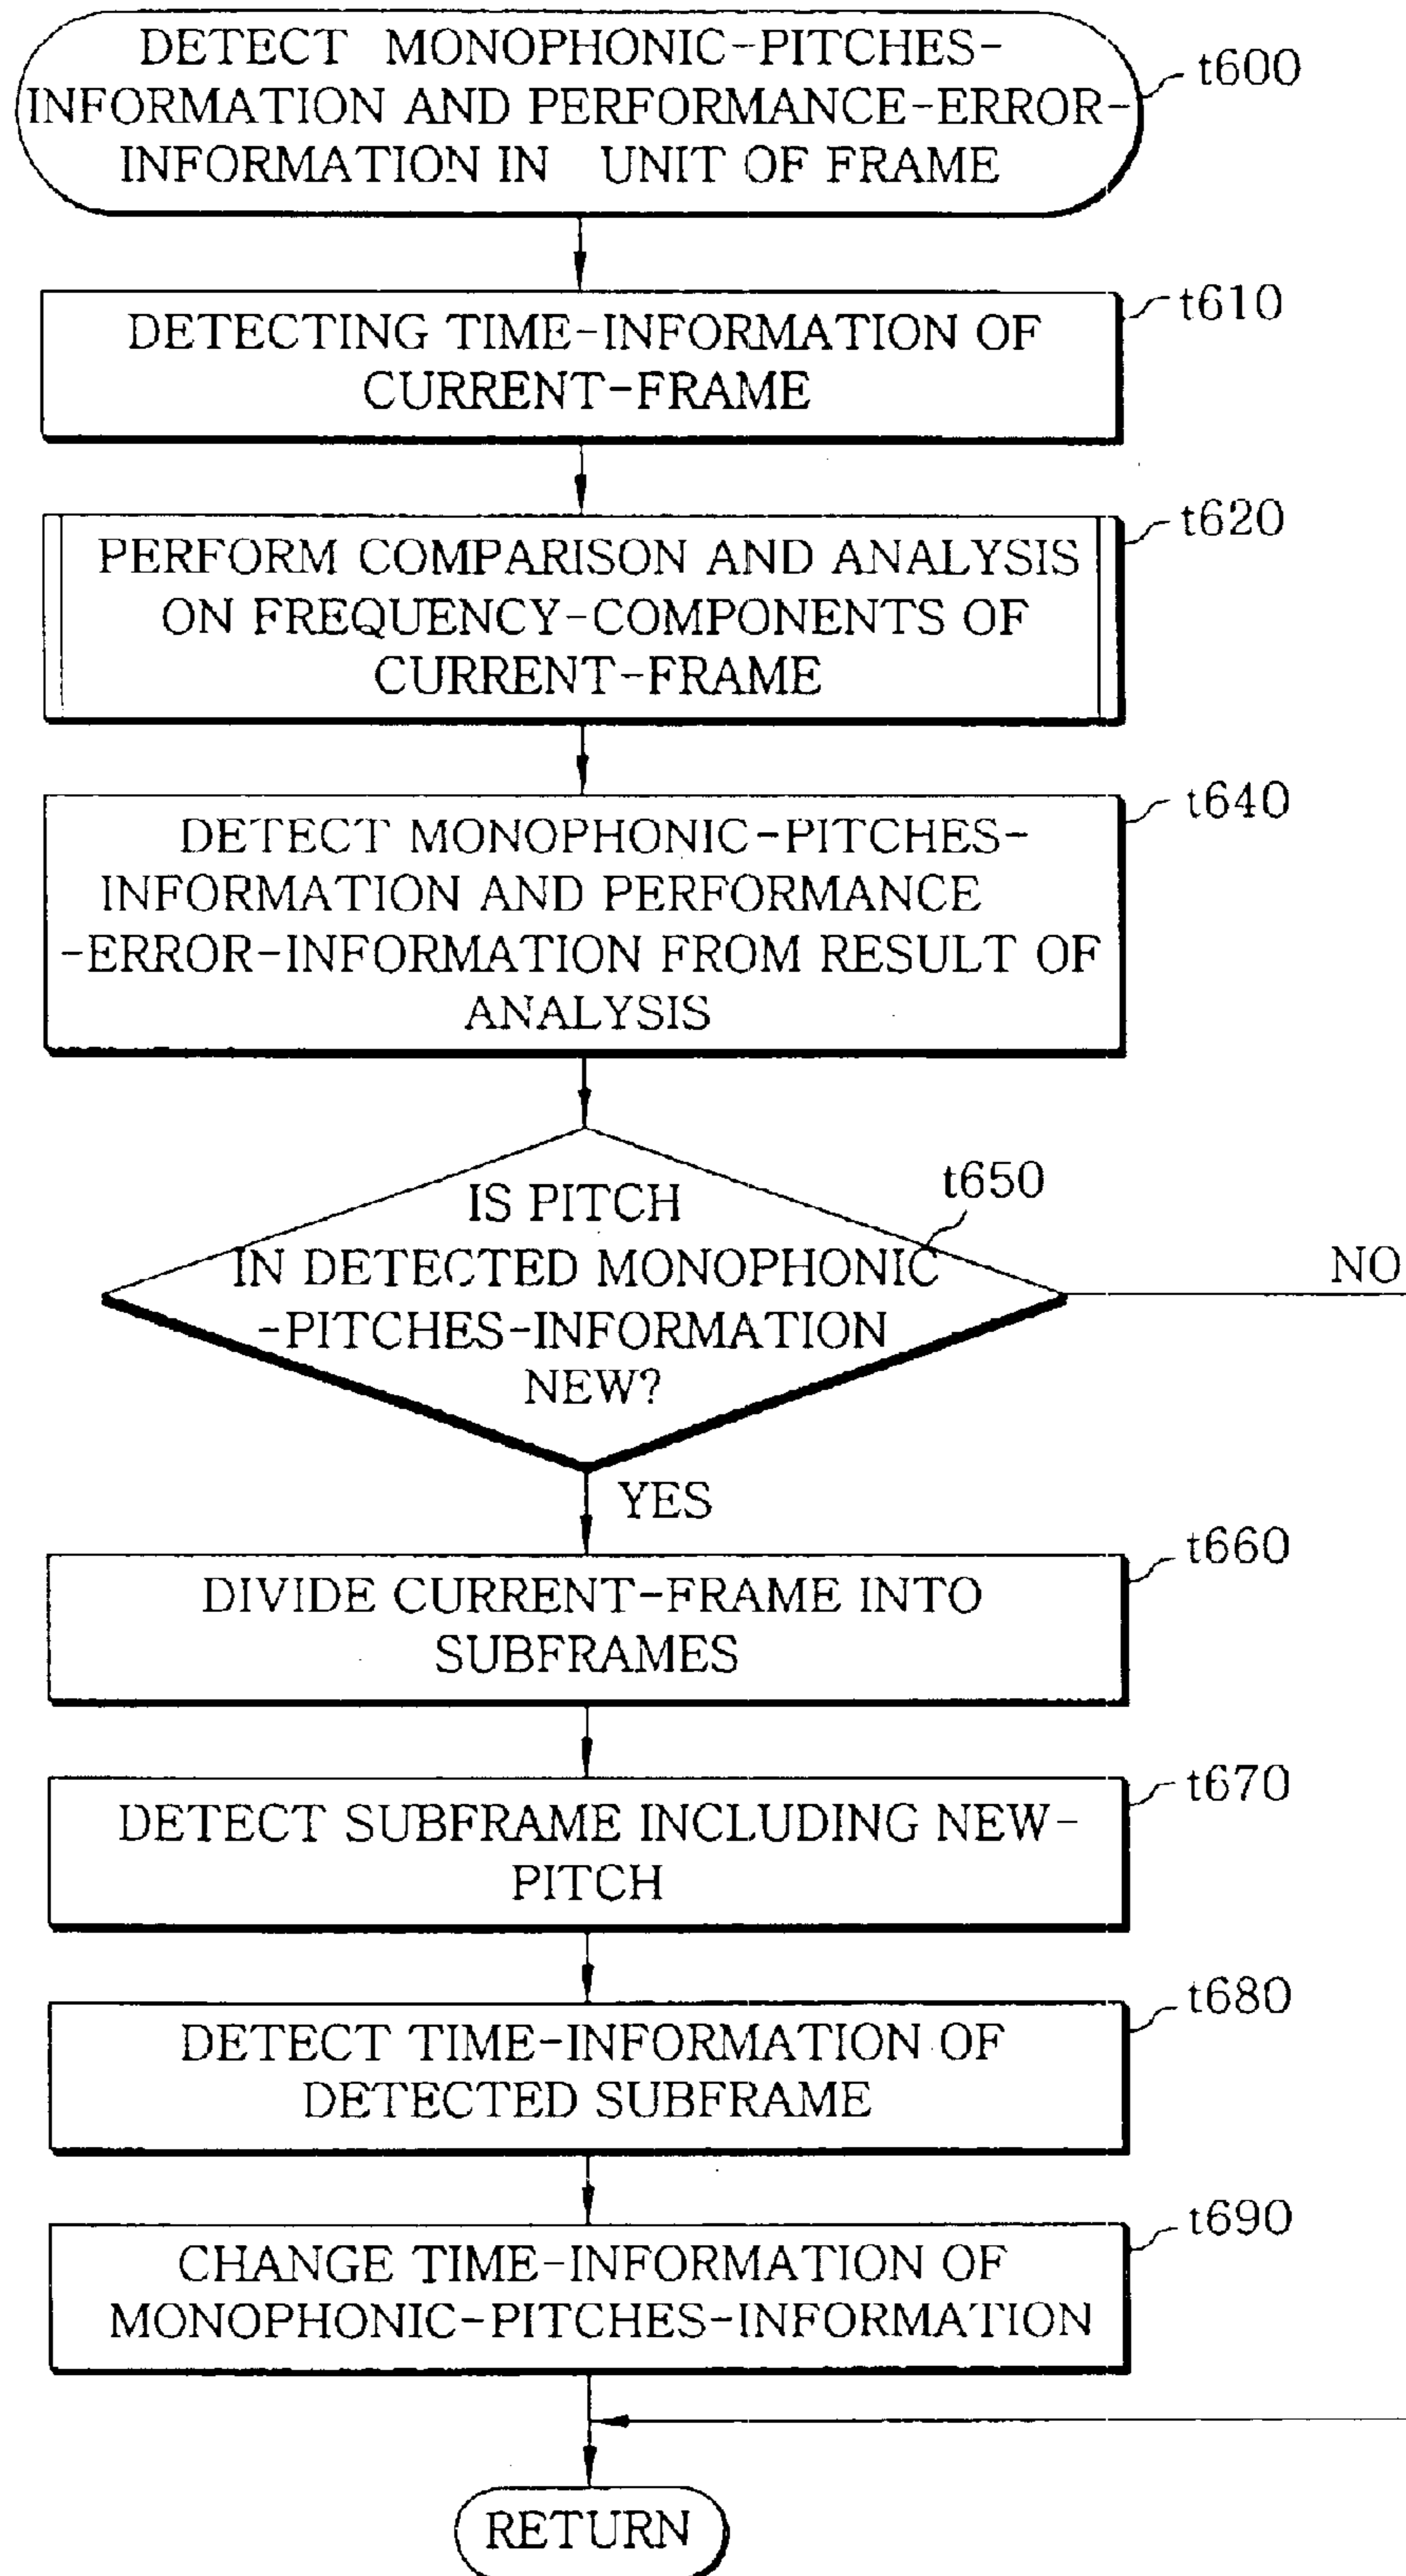 DETECT MONOPHONIC-PITCHES-
INFORMATION AND PERFORMANCE-ERROR-
INFORMATION IN UNIT OF FRAME
t600
DETECTING TIME-INFORMATION OF
CURRENT-FRAME
t610
PERFORM COMPARISON AND ANALYSIS
ON FREQUENCY-COMPONENTS OF
CURRENT-FRAME
t620
DETECT MONOPHONIC-PITCHES-
INFORMATION AND PERFORMANCE
-ERROR-INFORMATION FROM RESULT OF
ANALYSIS
t640
IS PITCH
IN DETECTED MONOPHONIC
-PITCHES-INFORMATION
NEW?
t650
NO
YES
DIVIDE CURRENT-FRAME INTO
SUBFRAMES
t660
DETECT SUBFRAME INCLUDING NEW-
PITCH
t670
DETECT TIME-INFORMATION OF
DETECTED SUBFRAME
t680
CHANGE TIME-INFORMATION OF
MONOPHONIC-PITCHES-INFORMATION
t690
RETURN